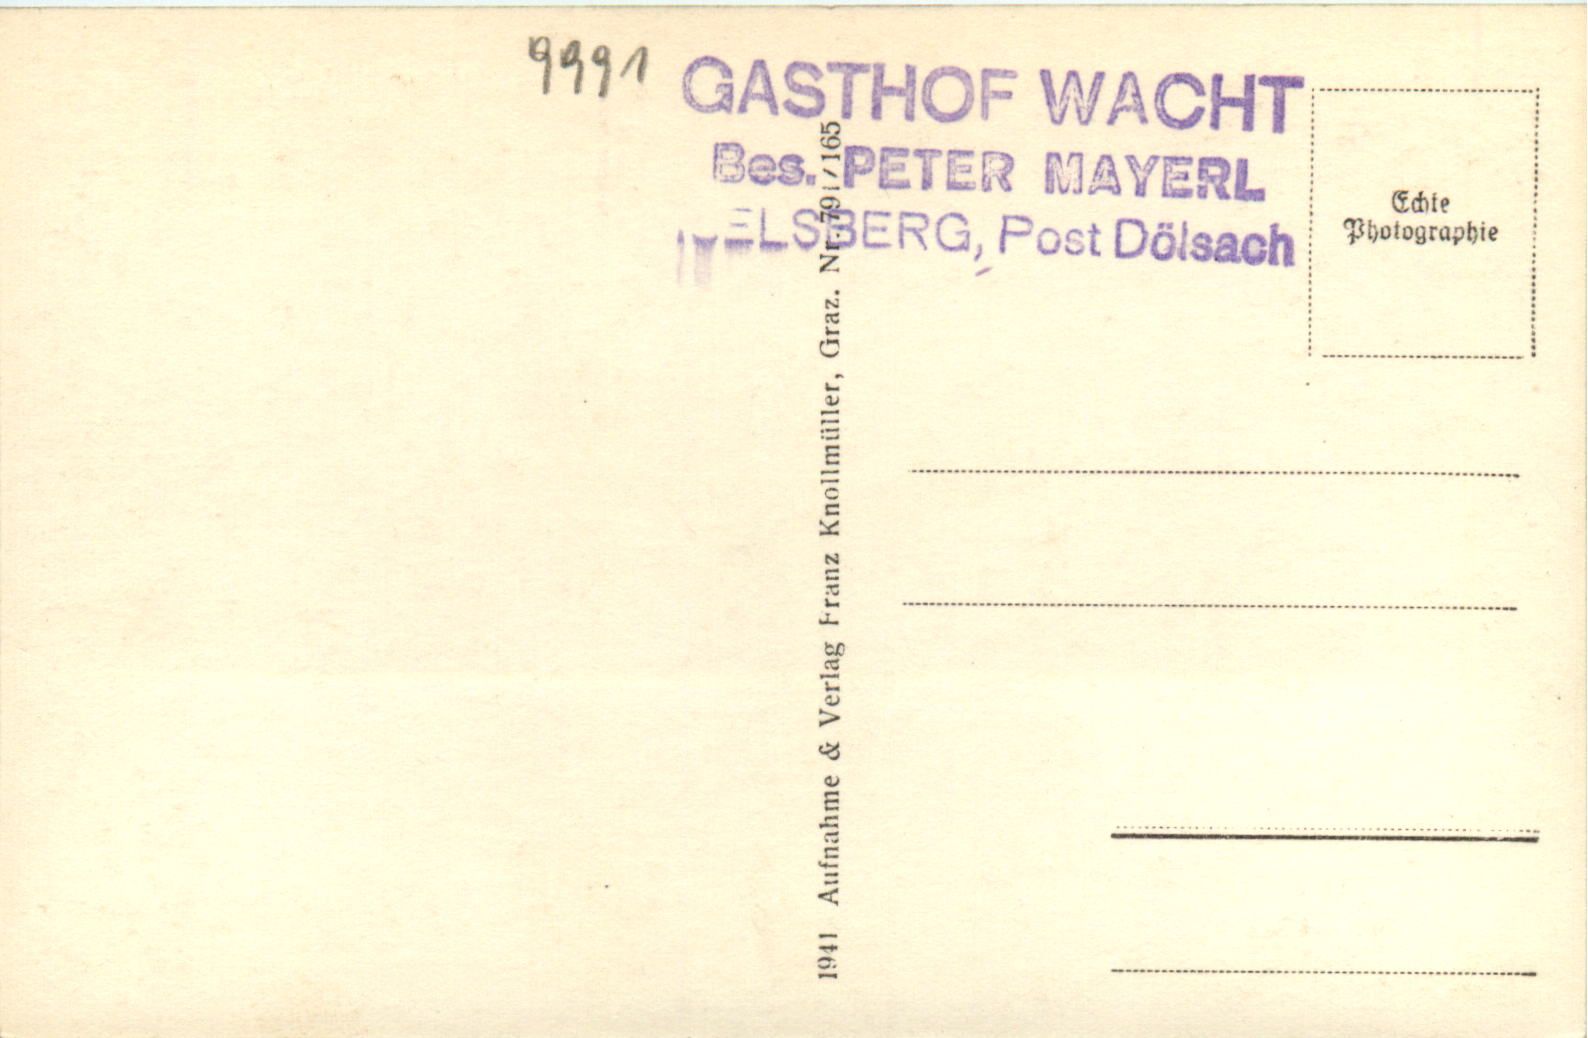 9991
GASTHOF WACHT
Bes. PETER MAYERL
ELSBERG, Post Dölsach
Echte
Photographie
1941 Aufnahme & Verlag Franz Knollmüller, Graz. Nr. 791/165